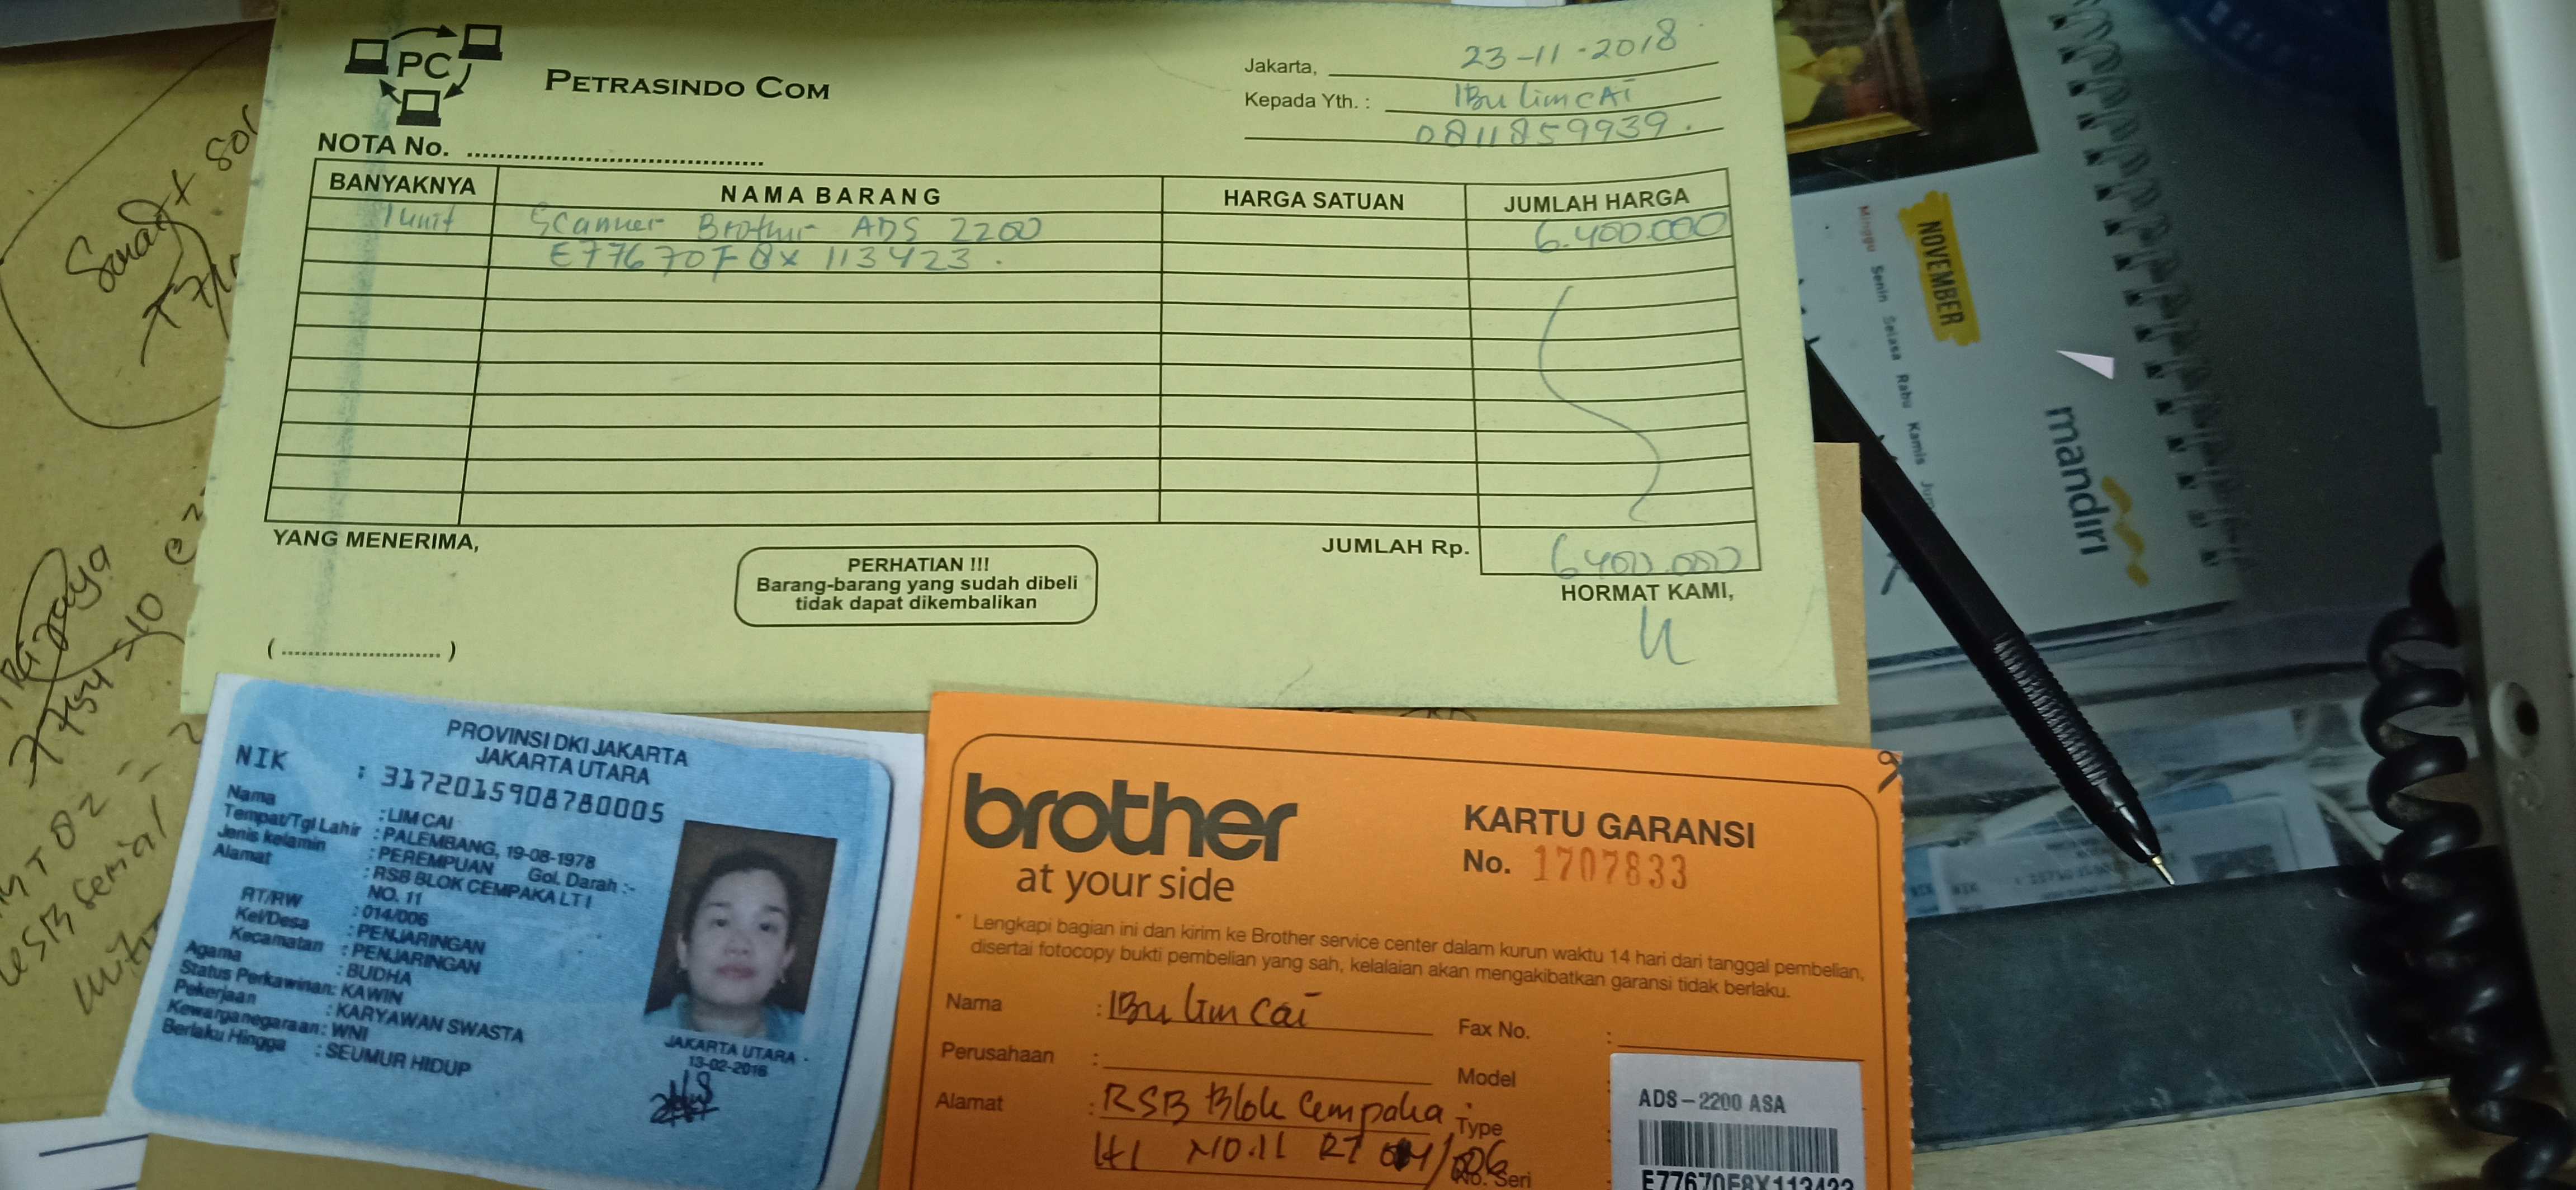 PC
PETRASINDO COM
Jakarta, 23-11-2018
Kepada Yth. : IBu limcAi
0811859939.
NOTA No. ....................
BANYAKNYA NAMA BARANG HARGA SATUAN JUMLAH HARGA
1 unit Scanner Brother ADS 2200 6.400.000
E77670F8x 113423.
YANG MENERIMA,
JUMLAH Rp. 6400.000
PERHATIAN !!!
Barang-barang yang sudah dibeli
tidak dapat dikembalikan
HORMAT KAMI,
(......................)
NOVEMBER
Minggu Senin Selasa Rabu Kamis
mandiri
PROVINSI DKI JAKARTA
JAKARTA UTARA
NIK : 3172015908780005
Nama : LIM CAI
Tempat/Tgl Lahir : PALEMBANG, 19-08-1978
Jenis kelamin : PEREMPUAN Gol. Darah :-
Alamat : RSB BLOK CEMPAKA LT I
NO. 11
RT/RW : 014/006
Kel/Desa : PENJARINGAN
Kecamatan : PENJARINGAN
Agama : BUDHA
Status Perkawinan: KAWIN
Pekerjaan : KARYAWAN SWASTA
Kewarganegaraan: WNI
Berlaku Hingga : SEUMUR HIDUP
JAKARTA UTARA
13-02-2016
brother
at your side
KARTU GARANSI
No. 1707833
* Lengkapi bagian ini dan kirim ke Brother service center dalam kurun waktu 14 hari dari tanggal pembelian,
disertai fotocopy bukti pembelian yang sah, kelalaian akan mengakibatkan garansi tidak berlaku.
Nama : IBu lim Cai
Fax No. :
Perusahaan :
Model :
Alamat : RSB Blok Cempaka
Type :
lt 1 NO.11 RT /006
No. Seri
ADS-2200 ASA
E77670F8X113423